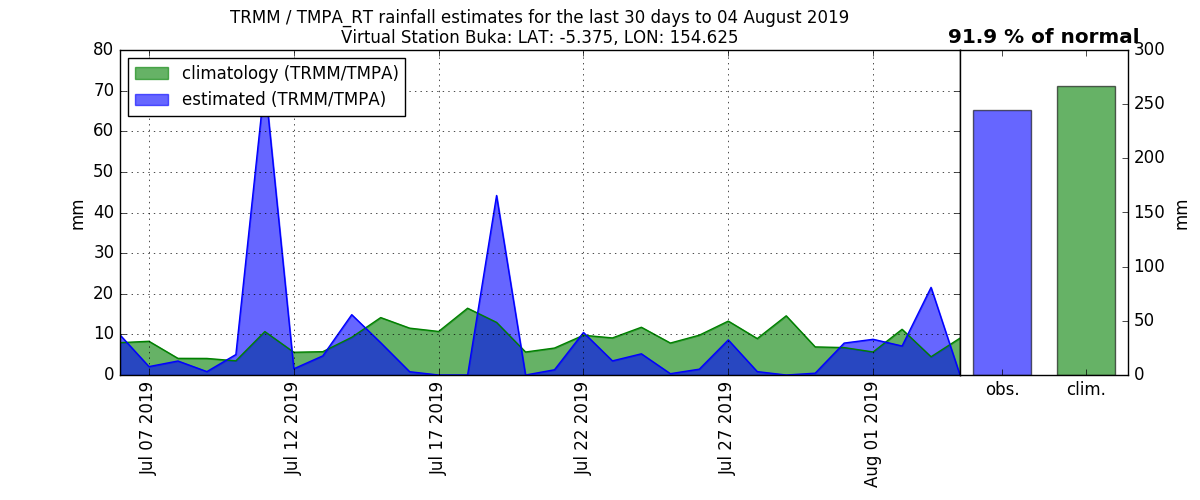 TRMM / TMPA_RT rainfall estimates for the last 30 days to 04 August 2019
Virtual Station Buka: LAT: -5.375, LON: 154.625
91.9 % of normal
climatology (TRMM/TMPA)
estimated (TRMM/TMPA)
80
70
60
50
40
30
20
10
0
mm
Jul 07 2019
Jul 12 2019
Jul 17 2019
Jul 22 2019
Jul 27 2019
Aug 01 2019
300
250
200
150
100
50
0
mm
obs.
clim.